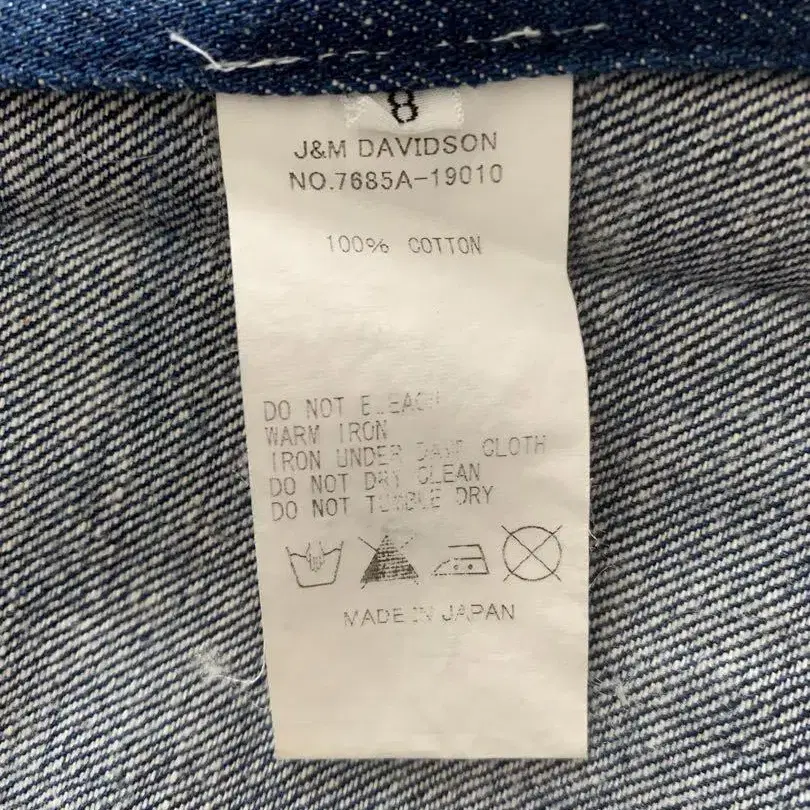 8
J&M DAVIDSON
NO.7685A-19010
100% COTTON
DO NOT BLEACH
WARM IRON
IRON UNDER DAMP CLOTH
DO NOT DRY CLEAN
DO NOT TUMBLE DRY
MADE IN JAPAN